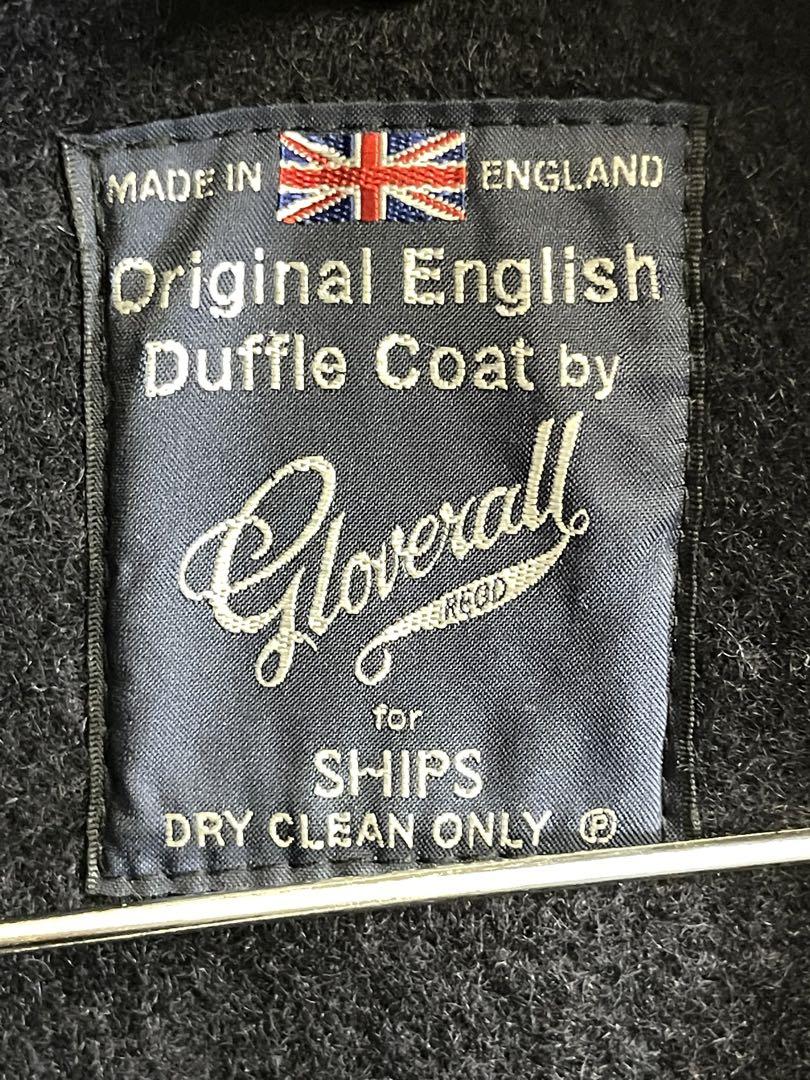 MADE IN ENGLAND
Original English
Duffle Coat by
Gloverall
REGD
for
SHIPS
DRY CLEAN ONLY Ⓟ